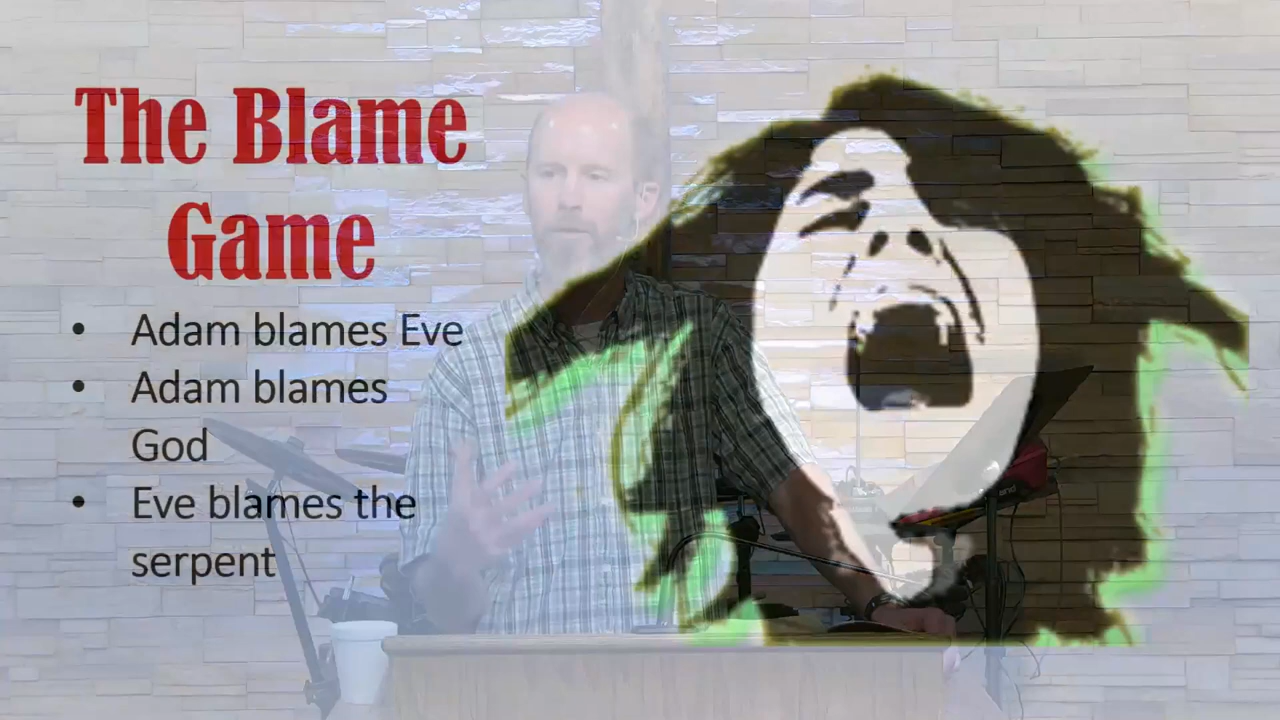 The Blame
Game
• Adam blames Eve
• Adam blames
God
• Eve blames the
serpent